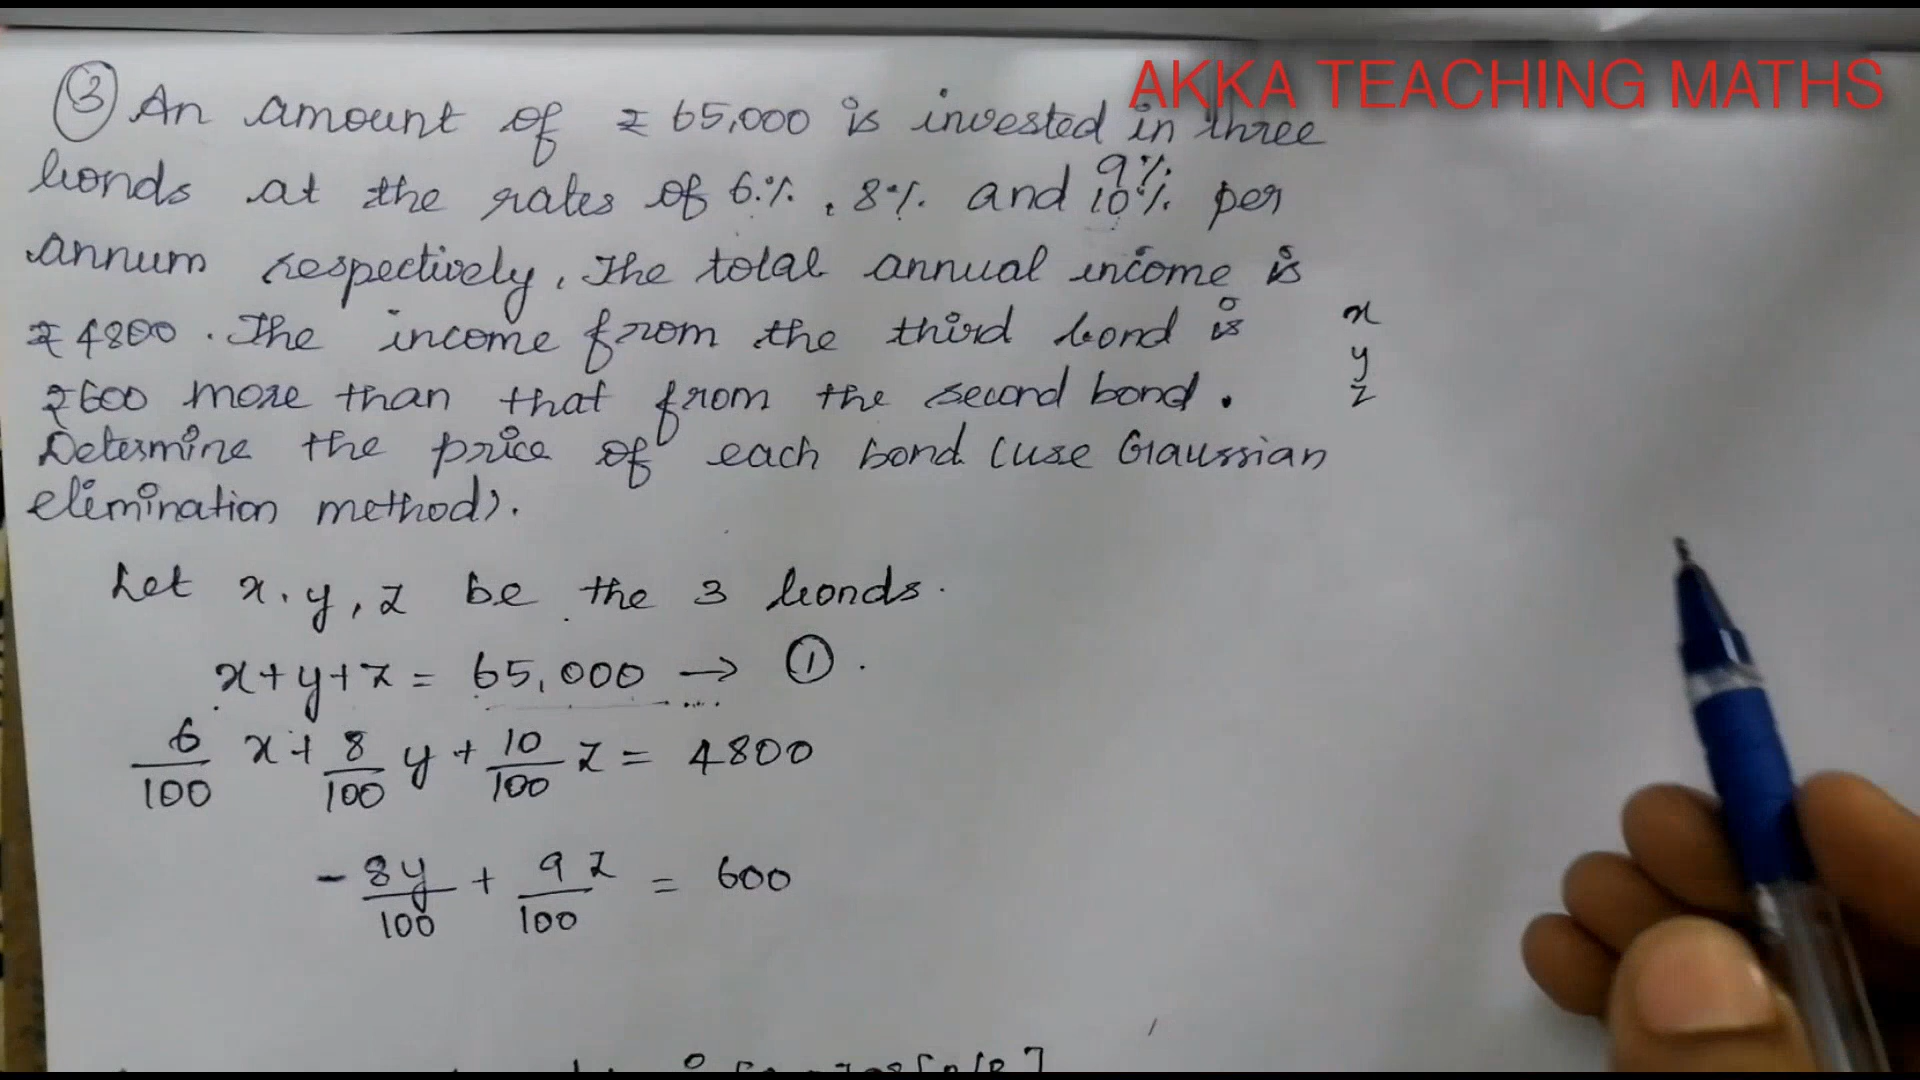 AKKA TEACHING MATHS
③ An amount of ₹ 65,000 is invested in three
bonds at the rates of 6%, 8% and 10% per
9%
annum respectively. The total annual income is
₹ 4800. The income from the third bond is
₹600 more than that from the second bond.
Determine the price of each bond (use Gaussian
elimination method).
x
y
z
Let x, y, z be the 3 bonds.
x+y+z = 65,000 → ①.
6/100 x + 8/100 y + 10/100 z = 4800
-8y/100 + 9z/100 = 600